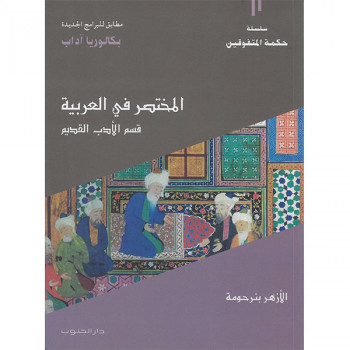 سلسلة
حكمة المتفوقين
مطابق للبرامج الجديدة
بكالوريا آداب
المختصر في العربية
قسم الأدب القديم
الأزهر بنرحومة
دار الجنوب